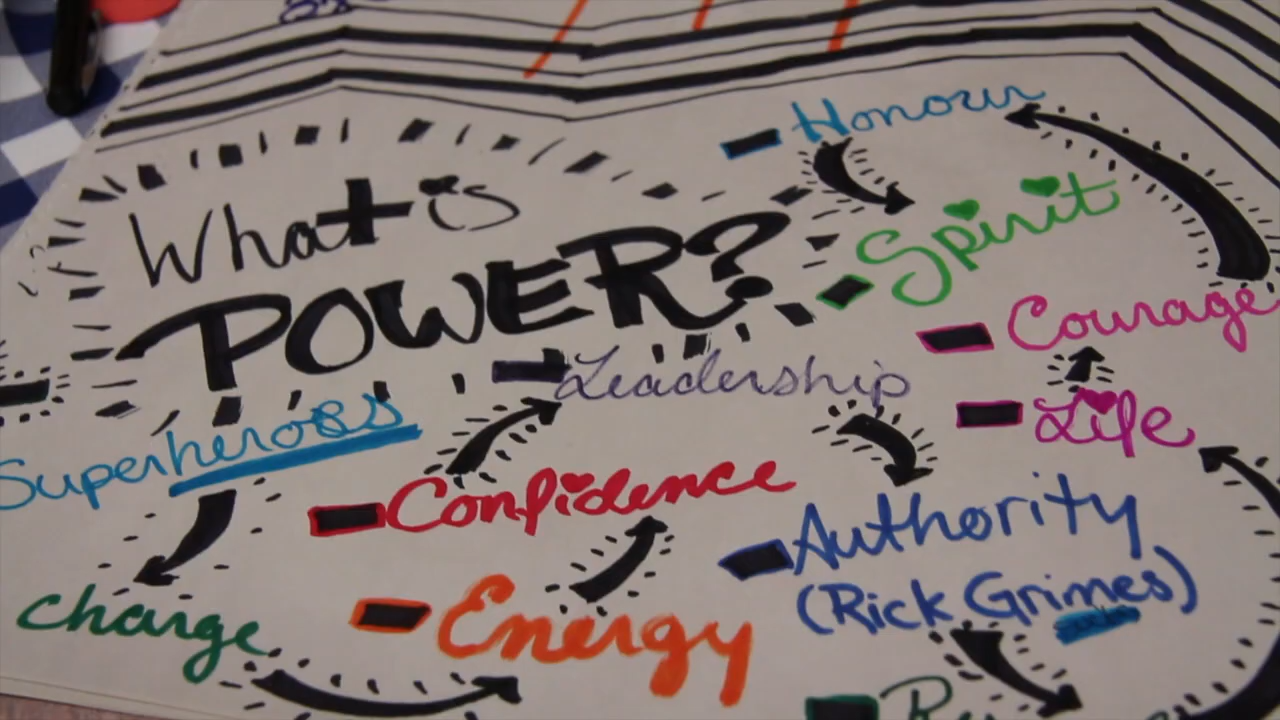 What is
POWER?
Superheroes
Change
Energy
Confidence
Leadership
Authority
(Rick Grimes)
Life
Courage
Honour
Spirit